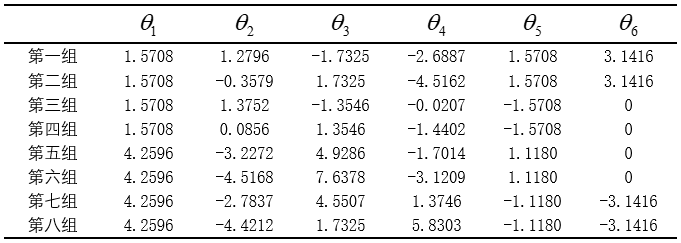 θ1 θ2 θ3 θ4 θ5 θ6
第一组 1.5708 1.2796 -1.7325 -2.6887 1.5708 3.1416
第二组 1.5708 -0.3579 1.7325 -4.5162 1.5708 3.1416
第三组 1.5708 1.3752 -1.3546 -0.0207 -1.5708 0
第四组 1.5708 0.0856 1.3546 -1.4402 -1.5708 0
第五组 4.2596 -3.2272 4.9286 -1.7014 1.1180 0
第六组 4.2596 -4.5168 7.6378 -3.1209 1.1180 0
第七组 4.2596 -2.7837 4.5507 1.3746 -1.1180 -3.1416
第八组 4.2596 -4.4212 1.7325 5.8303 -1.1180 -3.1416